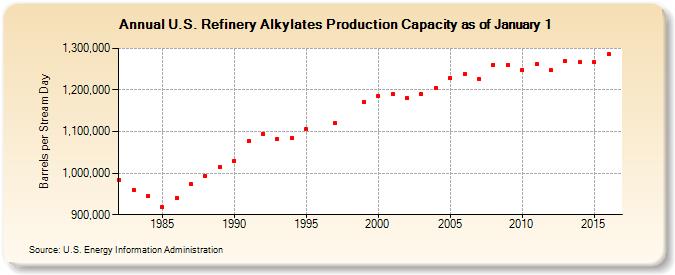 Annual U.S. Refinery Alkylates Production Capacity as of January 1
Barrels per Stream Day
1,300,000
1,200,000
1,100,000
1,000,000
900,000
1985 1990 1995 2000 2005 2010 2015
Source: U.S. Energy Information Administration